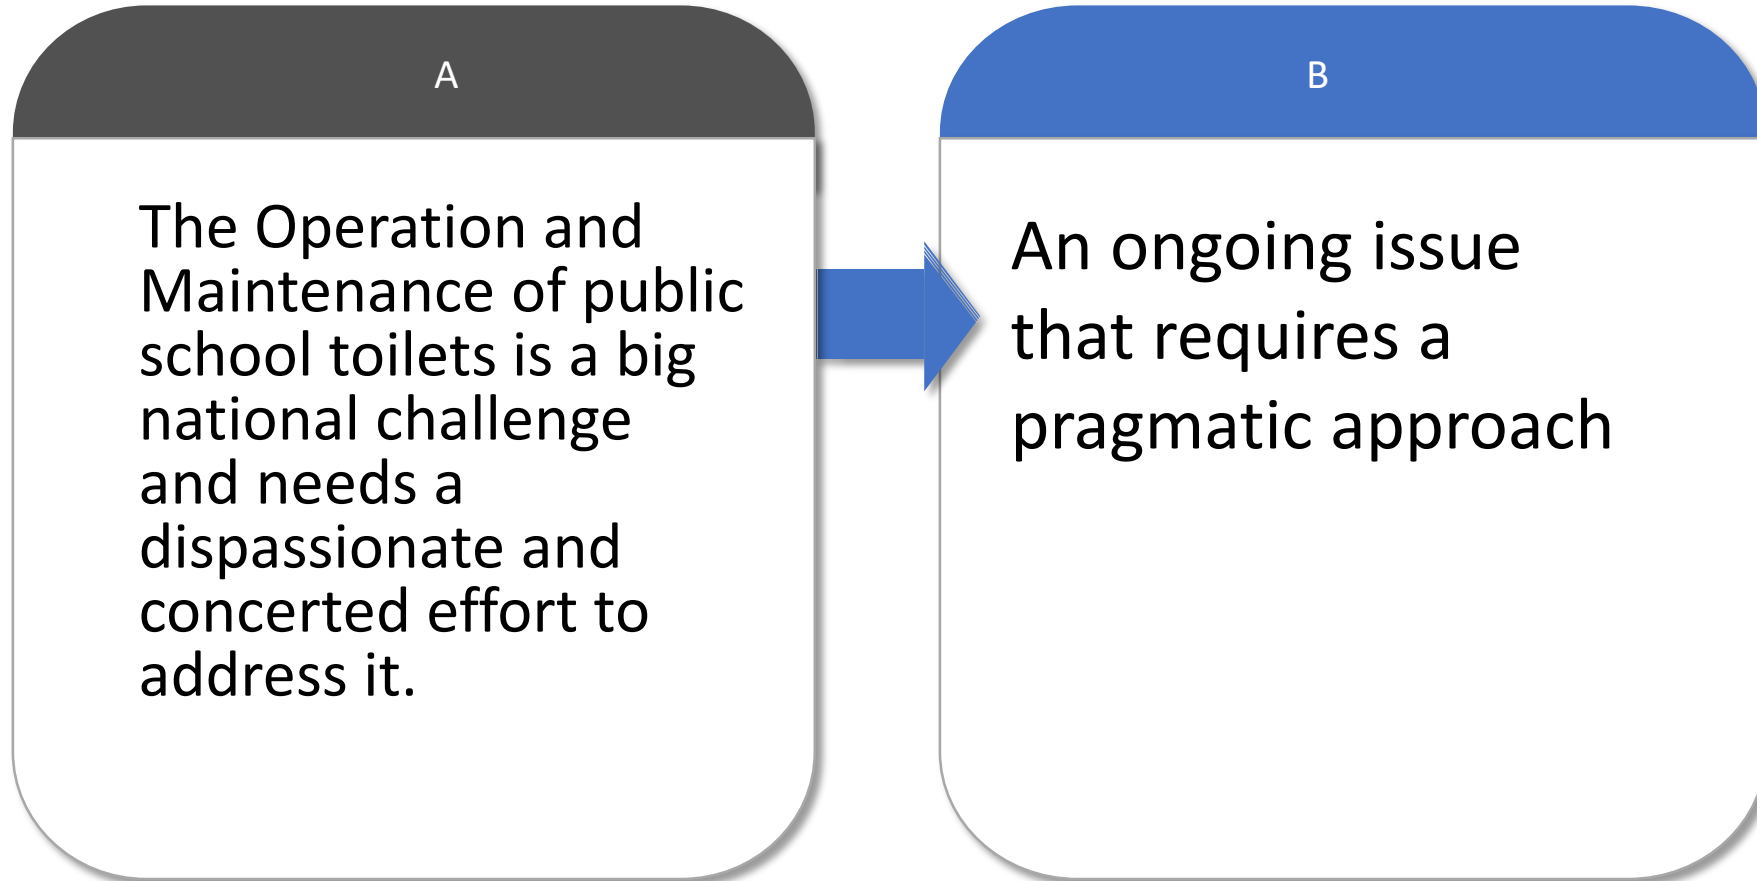 A
The Operation and
Maintenance of public
school toilets is a big
national challenge
and needs a
dispassionate and
concerted effort to
address it.
B
An ongoing issue
that requires a
pragmatic approach